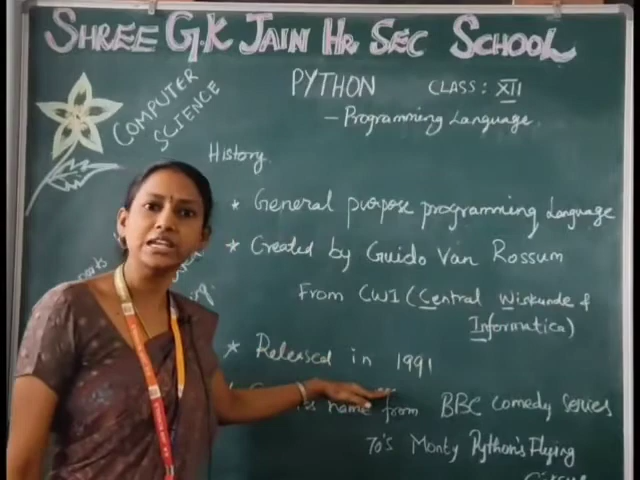 SHREE G.K JAIN HR SEC SCHOOL
COMPUTER
SCIENCE
PYTHON CLASS: XII
- Programming Language
History
* General purpose programming Language
* Created by Guido Van Rossum
From CWI (Central Wiskunde &
Informatica)
* Released in 1991
name from BBC comedy series
70's Monty Python's Flying